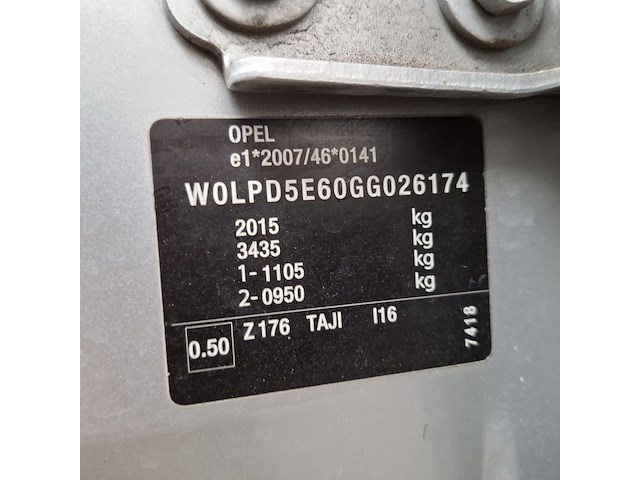 OPEL
e1*2007/46*0141
W0LPD5E60GG026174
2015 kg
3435 kg
1-1105 kg
2-0950 kg
0.50 Z176 TAJI I16
7418